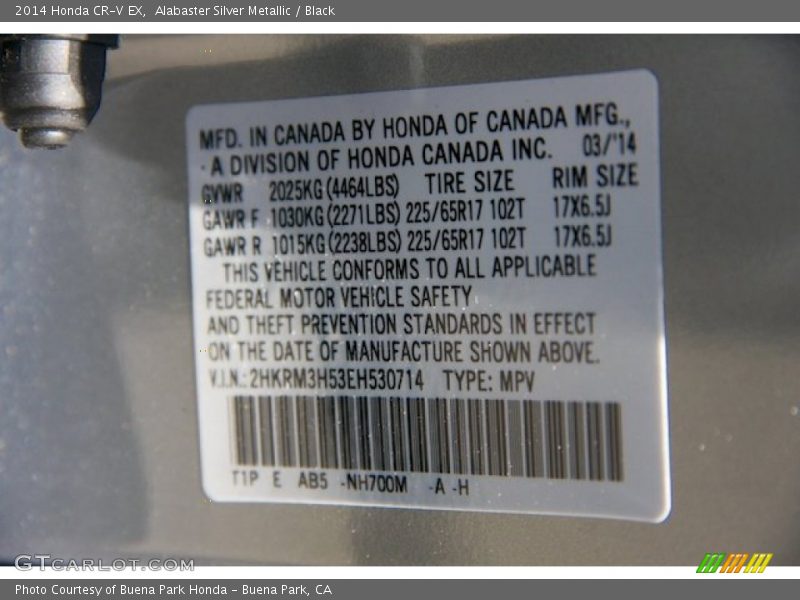 2014 Honda CR-V EX,  Alabaster Silver Metallic / Black
MFD. IN CANADA BY HONDA OF CANADA MFG.,
-A DIVISION OF HONDA CANADA INC. 03/'14
GVWR 2025KG(4464LBS) TIRE SIZE RIM SIZE
GAWR F 1030KG(2271LBS) 225/65R17 102T 17X6.5J
GAWR R 1015KG(2238LBS) 225/65R17 102T 17X6.5J
THIS VEHICLE CONFORMS TO ALL APPLICABLE
FEDERAL MOTOR VEHICLE SAFETY
AND THEFT PREVENTION STANDARDS IN EFFECT
ON THE DATE OF MANUFACTURE SHOWN ABOVE.
V.I.N.:2HKRM3H53EH530714 TYPE: MPV
T1P E AB5 -NH700M -A -H
GTCARLOT.COM
Photo Courtesy of Buena Park Honda - Buena Park, CA